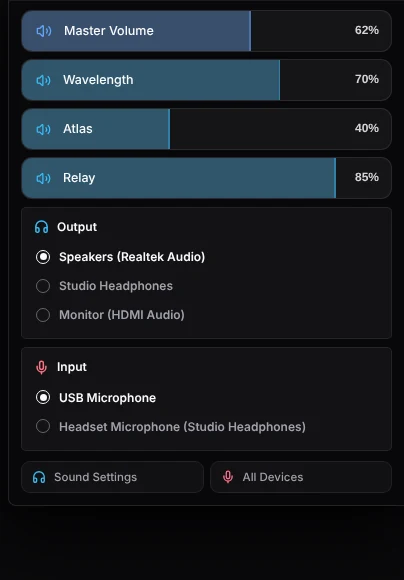 Master Volume 62%
Wavelength 70%
Atlas 40%
Relay 85%
Output
Speakers (Realtek Audio)
Studio Headphones
Monitor (HDMI Audio)
Input
USB Microphone
Headset Microphone (Studio Headphones)
Sound Settings All Devices